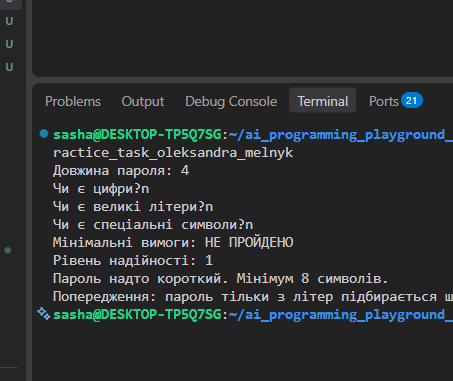 U
U
U
Problems Output Debug Console Terminal Ports 21
sasha@DESKTOP-TP5Q7SG:~/ai_programming_playground_
ractice_task_oleksandra_melnyk
Довжина пароля: 4
Чи є цифри?n
Чи є великі літери?n
Чи є спеціальні символи?n
Мінімальні вимоги: НЕ ПРОЙДЕНО
Рівень надійності: 1
Пароль надто короткий. Мінімум 8 символів.
Попередження: пароль тільки з літер підбирається
sasha@DESKTOP-TP5Q7SG:~/ai_programming_playground_